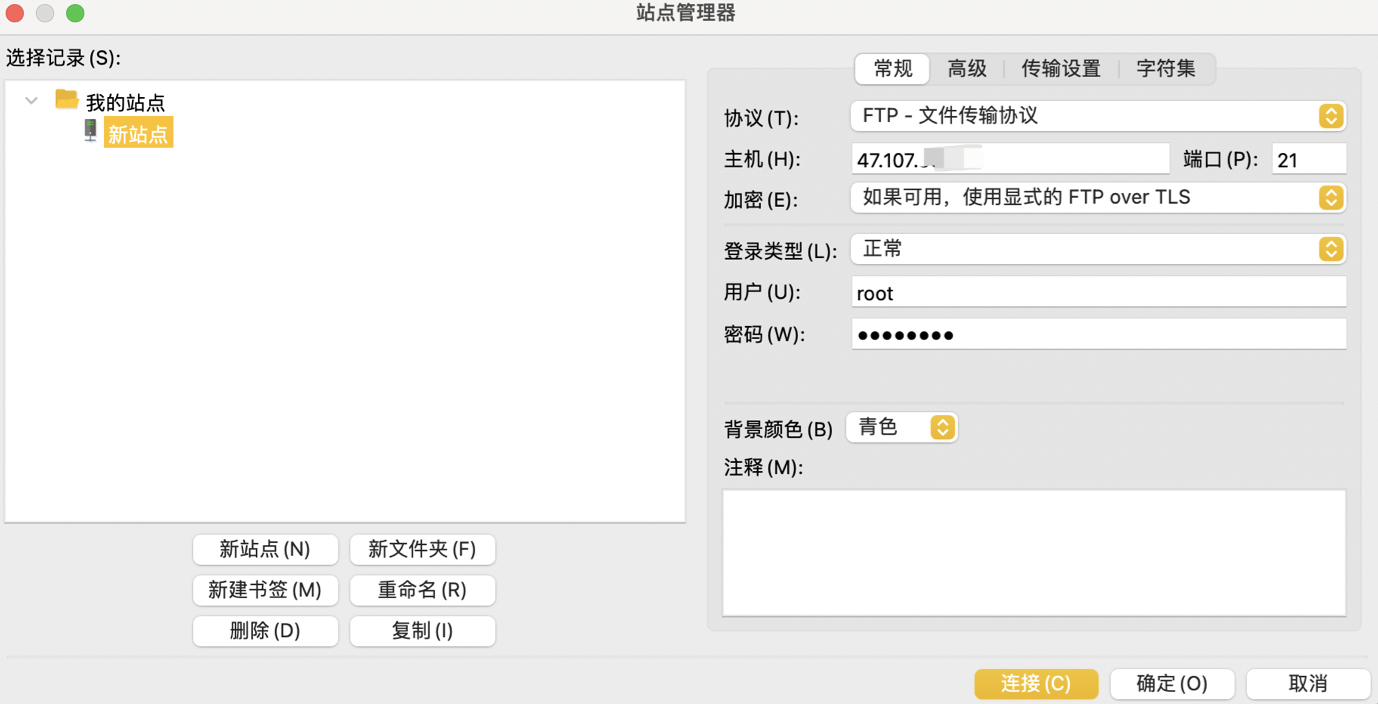 站点管理器
选择记录(S):
我的站点
新站点
新站点(N)
新文件夹(F)
新建书签(M)
重命名(R)
删除(D)
复制(I)
常规
高级
传输设置
字符集
协议(T):
FTP - 文件传输协议
主机(H):
47.107.
端口(P):
21
加密(E):
如果可用，使用显式的 FTP over TLS
登录类型(L):
正常
用户(U):
root
密码(W):
●●●●●●●●
背景颜色(B)
青色
注释(M):
连接(C)
确定(O)
取消